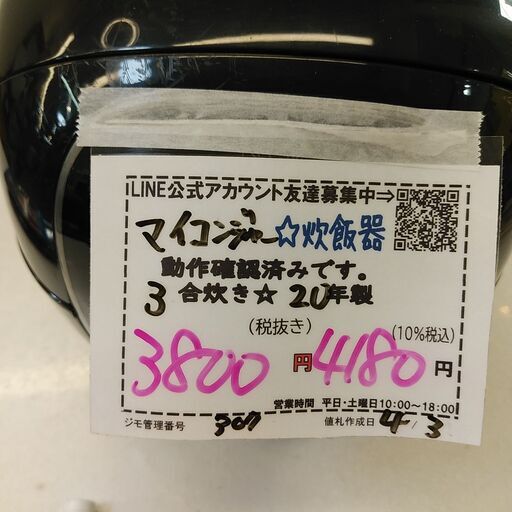 LINE公式アカウント友達募集中⇒
マイコンジャー☆炊飯器
動作確認済みです。
3 合炊き☆ 20年製
(税抜き) (10%税込)
3800 円 4180 円
営業時間 平日・土曜日10:00〜18:00
ジモ管理番号 307 値札作成日 4/3